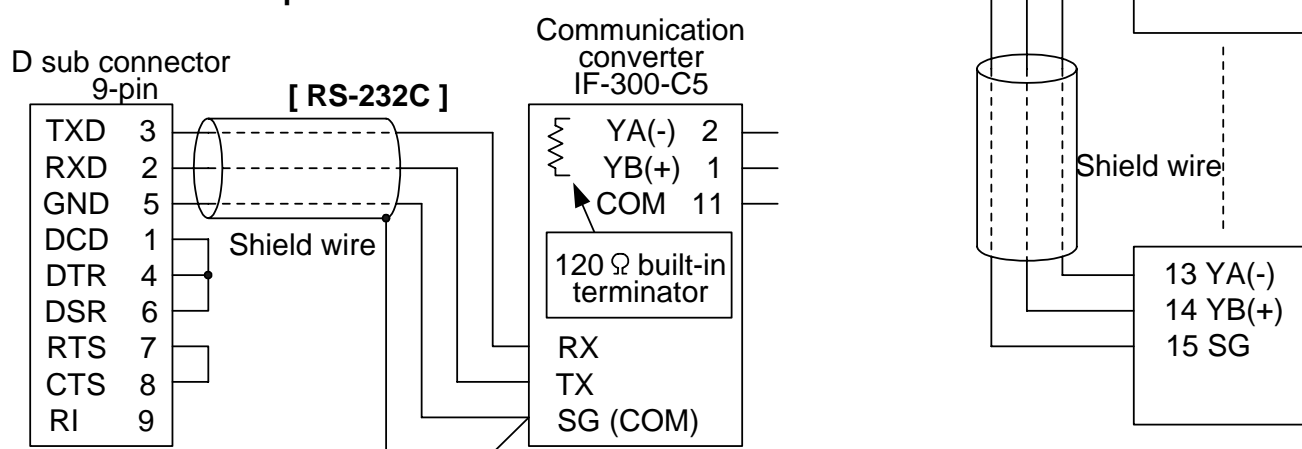 D sub connector
9-pin
[ RS-232C ]
TXD 3
RXD 2
GND 5
DCD 1
DTR 4
DSR 6
RTS 7
CTS 8
RI 9
Shield wire
Communication
converter
IF-300-C5
YA(-) 2
YB(+) 1
COM 11
120 Ω built-in
terminator
RX
TX
SG (COM)
Shield wire
13 YA(-)
14 YB(+)
15 SG